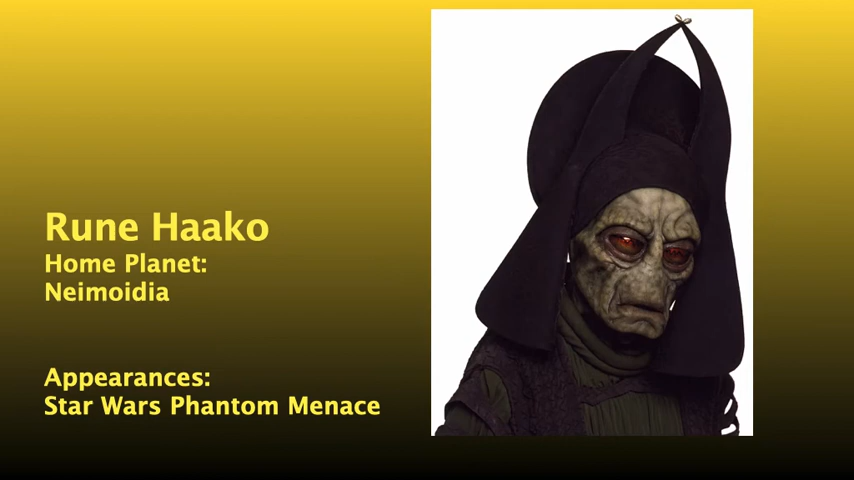 Rune Haako
Home Planet:
Neimoidia
Appearances:
Star Wars Phantom Menace